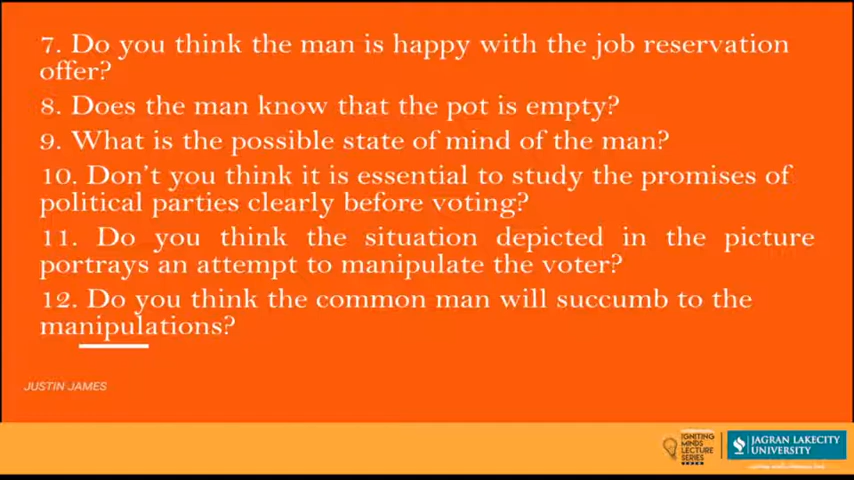 7. Do you think the man is happy with the job reservation
offer?
8. Does the man know that the pot is empty?
9. What is the possible state of mind of the man?
10. Don't you think it is essential to study the promises of
political parties clearly before voting?
11. Do you think the situation depicted in the picture
portrays an attempt to manipulate the voter?
12. Do you think the common man will succumb to the
manipulations?
JUSTIN JAMES
IGNITING
MINDS
LECTURE
SERIES
JAGRAN LAKECITY
UNIVERSITY